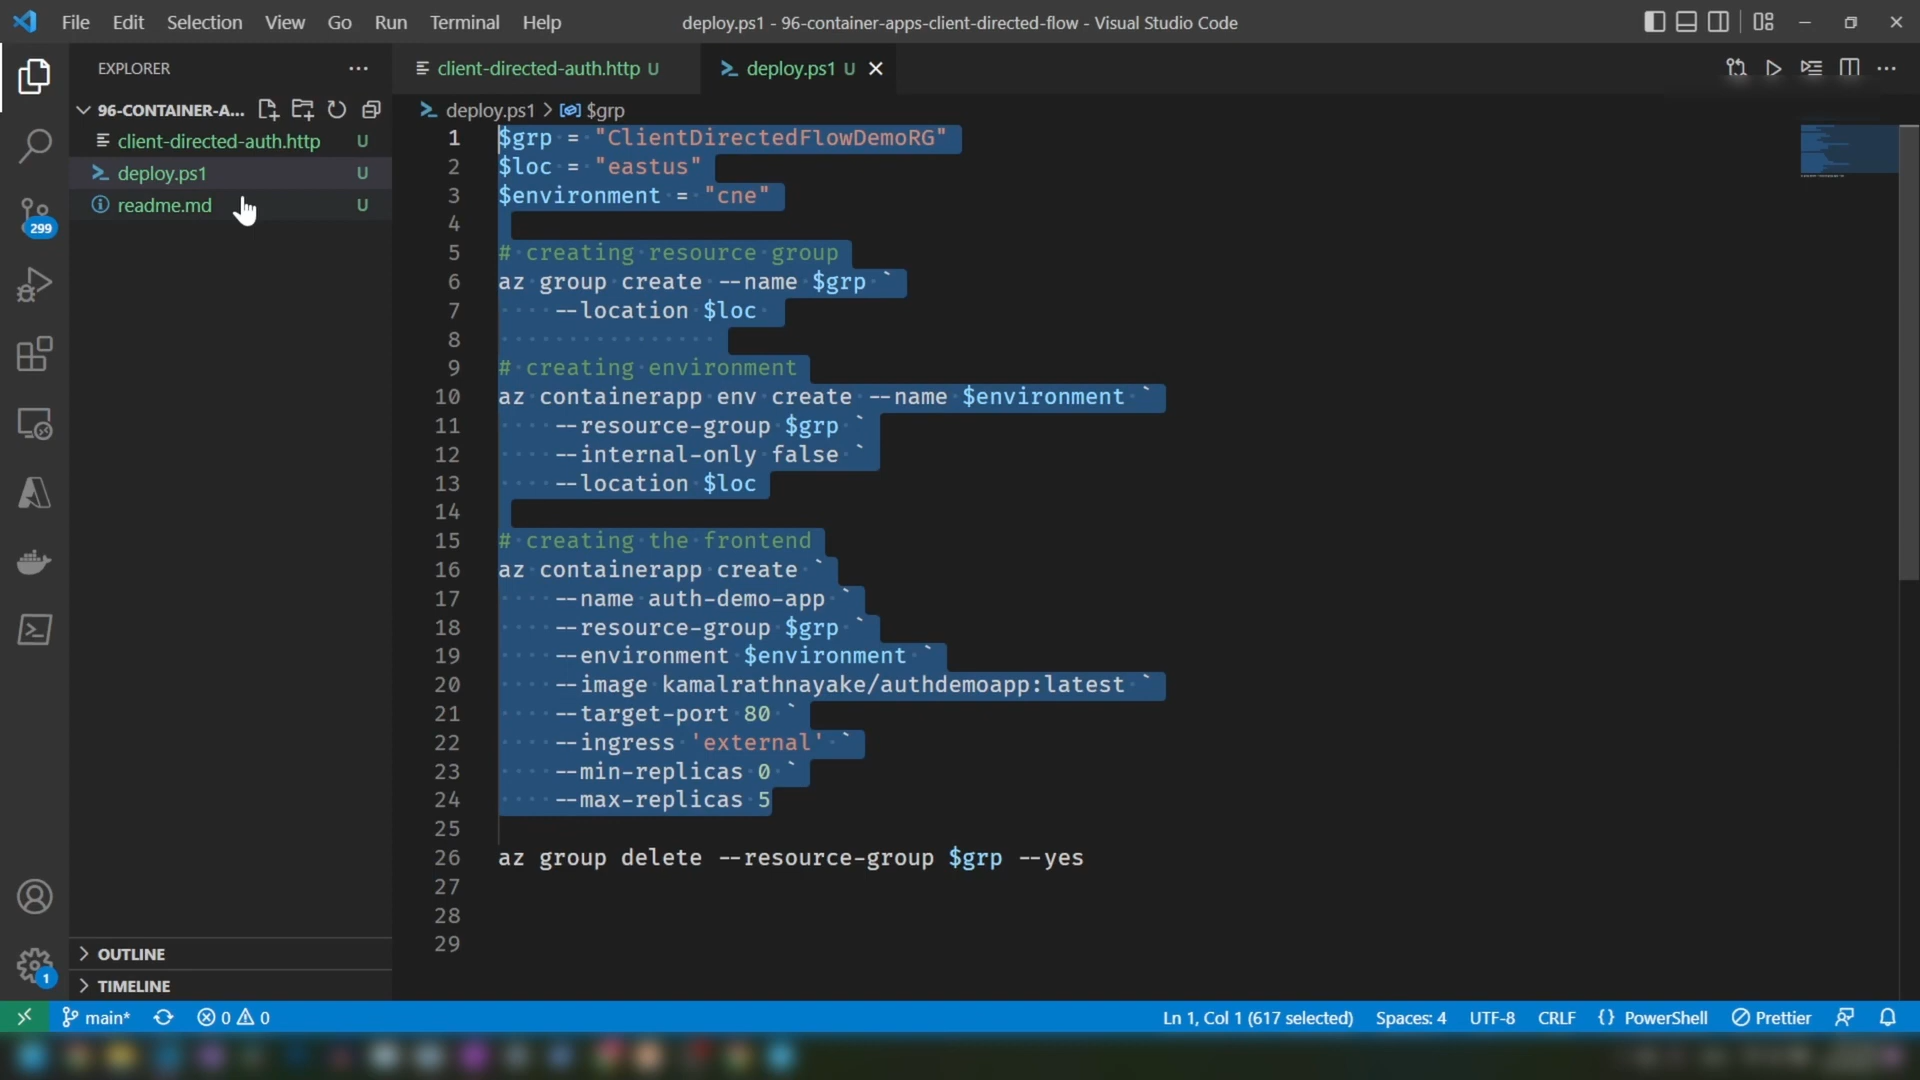 File Edit Selection View Go Run Terminal Help
deploy.ps1 - 96-container-apps-client-directed-flow - Visual Studio Code
EXPLORER
client-directed-auth.http U
deploy.ps1 U
96-CONTAINER-A...
deploy.ps1 > $grp
client-directed-auth.http U
deploy.ps1 U
readme.md U
299
1 $grp = "ClientDirectedFlowDemoRG"
2 $loc = "eastus"
3 $environment = "cne"
4
5 # creating resource group
6 az group create --name $grp `
7 --location $loc
8
9 # creating environment
10 az containerapp env create --name $environment `
11 --resource-group $grp `
12 --internal-only false `
13 --location $loc
14
15 # creating the frontend
16 az containerapp create `
17 --name auth-demo-app `
18 --resource-group $grp `
19 --environment $environment `
20 --image kamalrathnayake/authdemoapp:latest `
21 --target-port 80 `
22 --ingress 'external' `
23 --min-replicas 0 `
24 --max-replicas 5
25
26 az group delete --resource-group $grp --yes
27
28
29
OUTLINE
TIMELINE
1
main* 0 0
Ln 1, Col 1 (617 selected) Spaces: 4 UTF-8 CRLF {} PowerShell Prettier